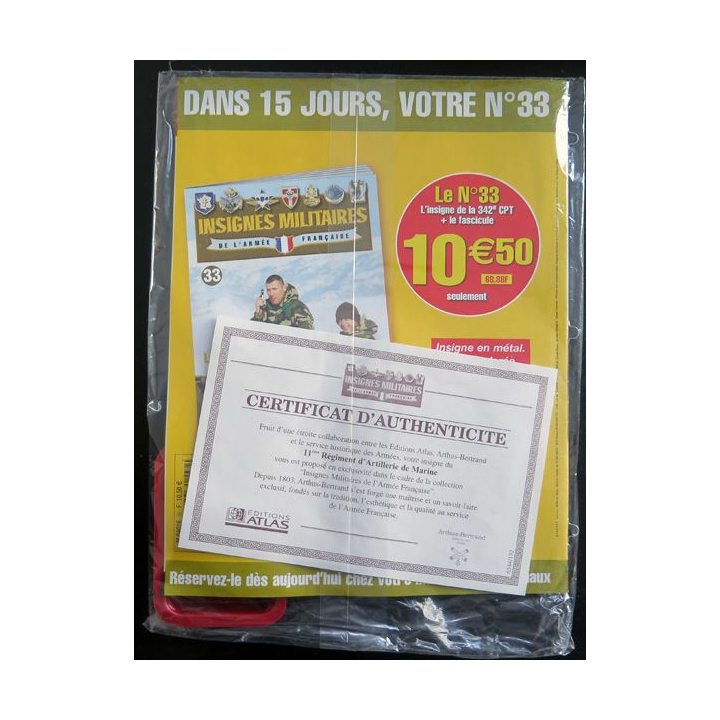 DANS 15 JOURS, VOTRE N°33
Le N°33
L'insigne de la 342e CPT
+ le fascicule
10€50
68.88F
seulement
INSIGNES MILITAIRES
DE L'ARMÉE FRANÇAISE
33
Insigne en métal.
INSIGNES MILITAIRES
CERTIFICAT D'AUTHENTICITE
Fruit d'une étroite collaboration entre les Editions Atlas, Arthus-Bertrand
et le service historique des Armées, votre insigne du
11ème Régiment d'Artillerie de Marine
vous est proposé en exclusivité dans le cadre de la collection
"Insignes Militaires de l'Armée Française"
Depuis 1803, Arthus-Bertrand s'est forgé une maîtrise et un savoir-faire
exclusif, fondés sur la tradition, l'esthétique et la qualité au service
de l'Armée Française.
EDITIONS
ATLAS
Arthus-Bertrand
Réservez-le dès aujourd'hui chez